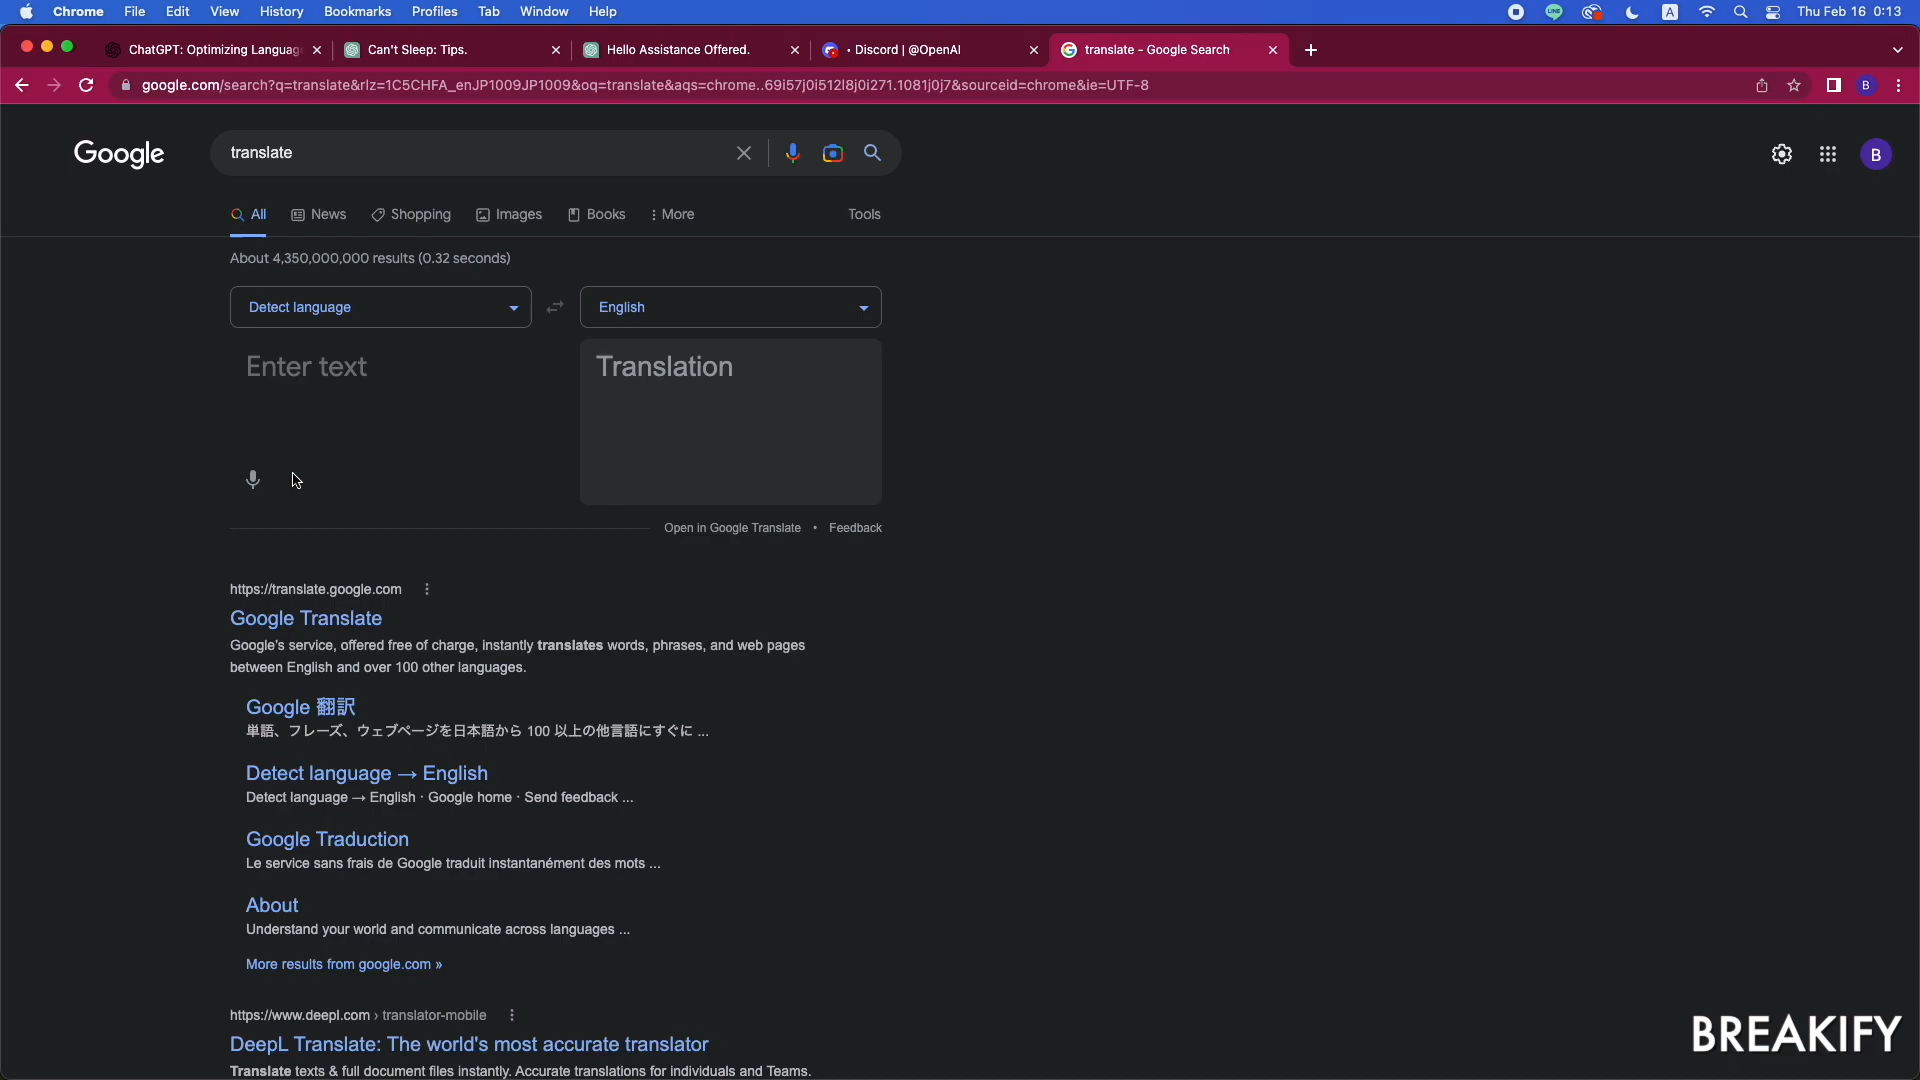 Chrome File Edit View History Bookmarks Profiles Tab Window Help LINE A Thu Feb 16 0:13
ChatGPT: Optimizing Languag Can't Sleep: Tips. Hello Assistance Offered. • Discord | @OpenAI translate - Google Search
google.com/search?q=translate&rlz=1C5CHFA_enJP1009JP1009&oq=translate&aqs=chrome..69i57j0i512l8j0i271.1081j0j7&sourceid=chrome&ie=UTF-8 B
Google translate B
All News Shopping Images Books More Tools
About 4,350,000,000 results (0.32 seconds)
Detect language English
Enter text Translation
Open in Google Translate • Feedback
https://translate.google.com
Google Translate
Google's service, offered free of charge, instantly translates words, phrases, and web pages
between English and over 100 other languages.
Google 翻訳
単語、フレーズ、ウェブページを日本語から 100 以上の他言語にすぐに ...
Detect language → English
Detect language → English · Google home · Send feedback ...
Google Traduction
Le service sans frais de Google traduit instantanément des mots ...
About
Understand your world and communicate across languages ...
More results from google.com »
https://www.deepl.com › translator-mobile
DeepL Translate: The world's most accurate translator
Translate texts & full document files instantly. Accurate translations for individuals and Teams.
BREAKIFY